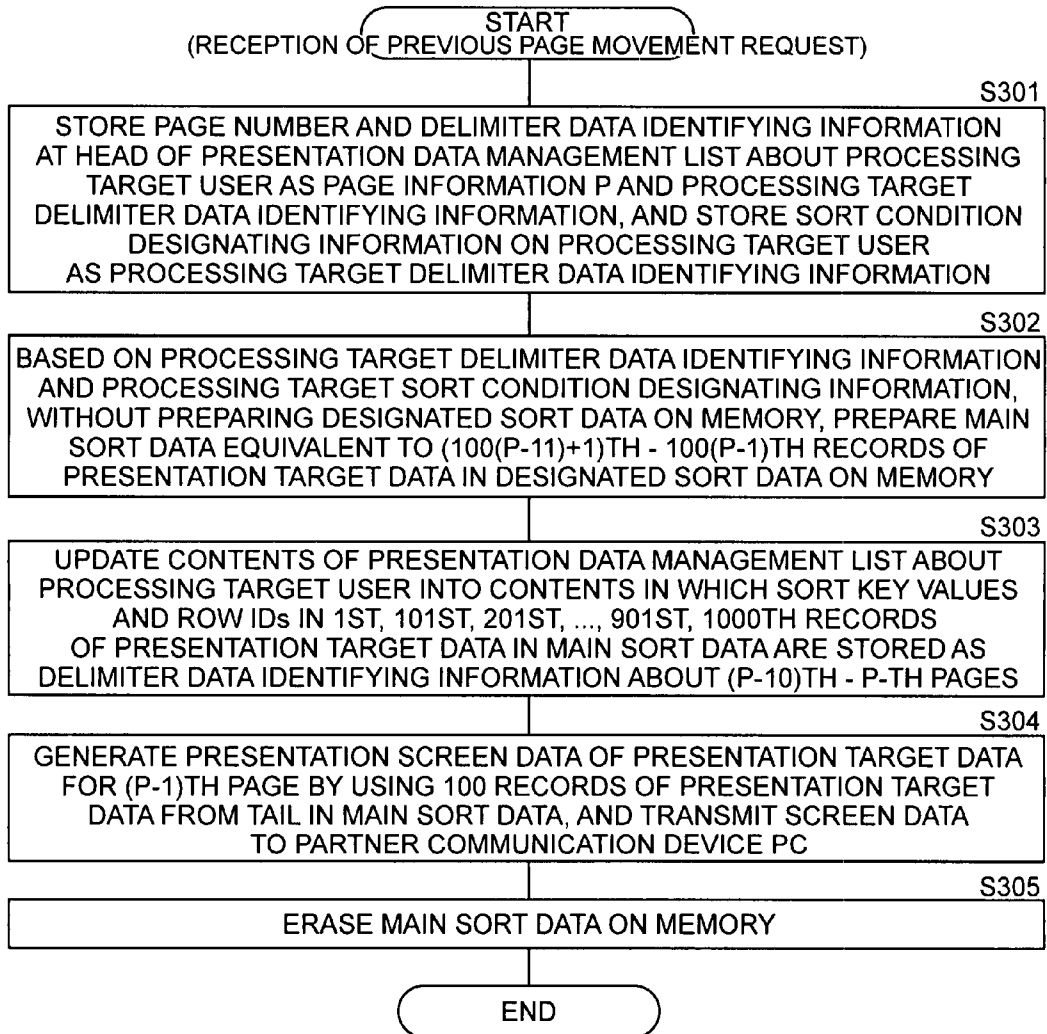 START
(RECEPTION OF PREVIOUS PAGE MOVEMENT REQUEST)
S301
STORE PAGE NUMBER AND DELIMITER DATA IDENTIFYING INFORMATION
AT HEAD OF PRESENTATION DATA MANAGEMENT LIST ABOUT PROCESSING
TARGET USER AS PAGE INFORMATION P AND PROCESSING TARGET
DELIMITER DATA IDENTIFYING INFORMATION, AND STORE SORT CONDITION
DESIGNATING INFORMATION ON PROCESSING TARGET USER
AS PROCESSING TARGET DELIMITER DATA IDENTIFYING INFORMATION
S302
BASED ON PROCESSING TARGET DELIMITER DATA IDENTIFYING INFORMATION
AND PROCESSING TARGET SORT CONDITION DESIGNATING INFORMATION,
WITHOUT PREPARING DESIGNATED SORT DATA ON MEMORY, PREPARE MAIN
SORT DATA EQUIVALENT TO (100(P-11)+1)TH - 100(P-1)TH RECORDS OF
PRESENTATION TARGET DATA IN DESIGNATED SORT DATA ON MEMORY
S303
UPDATE CONTENTS OF PRESENTATION DATA MANAGEMENT LIST ABOUT
PROCESSING TARGET USER INTO CONTENTS IN WHICH SORT KEY VALUES
AND ROW IDs IN 1ST, 101ST, 201ST, ..., 901ST, 1000TH RECORDS
OF PRESENTATION TARGET DATA IN MAIN SORT DATA ARE STORED AS
DELIMITER DATA IDENTIFYING INFORMATION ABOUT (P-10)TH - P-TH PAGES
S304
GENERATE PRESENTATION SCREEN DATA OF PRESENTATION TARGET DATA
FOR (P-1)TH PAGE BY USING 100 RECORDS OF PRESENTATION TARGET
DATA FROM TAIL IN MAIN SORT DATA, AND TRANSMIT SCREEN DATA
TO PARTNER COMMUNICATION DEVICE PC
S305
ERASE MAIN SORT DATA ON MEMORY
END